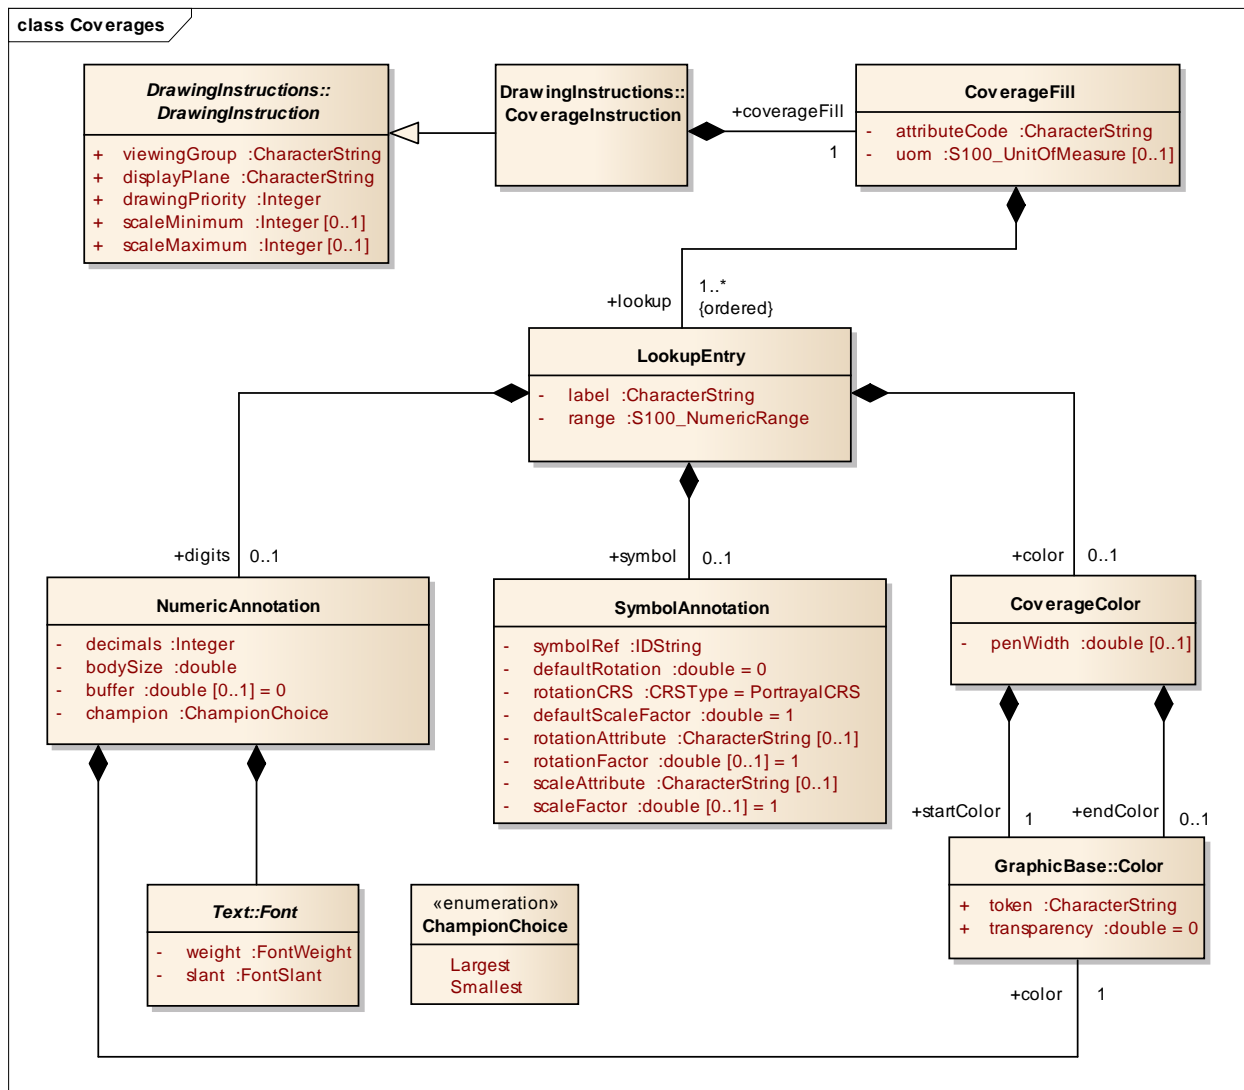 class Coverages
DrawingInstructions::
DrawingInstruction
+ viewingGroup :CharacterString
+ displayPlane :CharacterString
+ drawingPriority :Integer
+ scaleMinimum :Integer [0..1]
+ scaleMaximum :Integer [0..1]
DrawingInstructions::
CoverageInstruction
+coverageFill
1
CoverageFill
- attributeCode :CharacterString
- uom :S100_UnitOfMeasure [0..1]
+lookup
1..*
{ordered}
LookupEntry
- label :CharacterString
- range :S100_NumericRange
+digits
0..1
+symbol
0..1
+color
0..1
NumericAnnotation
- decimals :Integer
- bodySize :double
- buffer :double [0..1] = 0
- champion :ChampionChoice
SymbolAnnotation
- symbolRef :IDString
- defaultRotation :double = 0
- rotationCRS :CRSType = PortrayalCRS
- defaultScaleFactor :double = 1
- rotationAttribute :CharacterString [0..1]
- rotationFactor :double [0..1] = 1
- scaleAttribute :CharacterString [0..1]
- scaleFactor :double [0..1] = 1
CoverageColor
- penWidth :double [0..1]
+startColor
1
+endColor
0..1
Text::Font
- weight :FontWeight
- slant :FontSlant
«enumeration»
ChampionChoice
Largest
Smallest
GraphicBase::Color
+ token :CharacterString
+ transparency :double = 0
+color
1